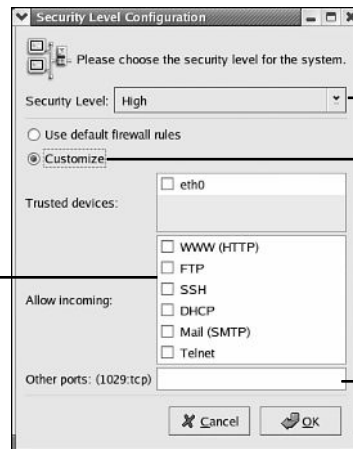 Security Level Configuration
Please choose the security level for the system.
Security Level: High
Use default firewall rules
Customize
Trusted devices:
eth0
Allow incoming:
WWW (HTTP)
FTP
SSH
DHCP
Mail (SMTP)
Telnet
Other ports: (1029:tcp)
Cancel
OK